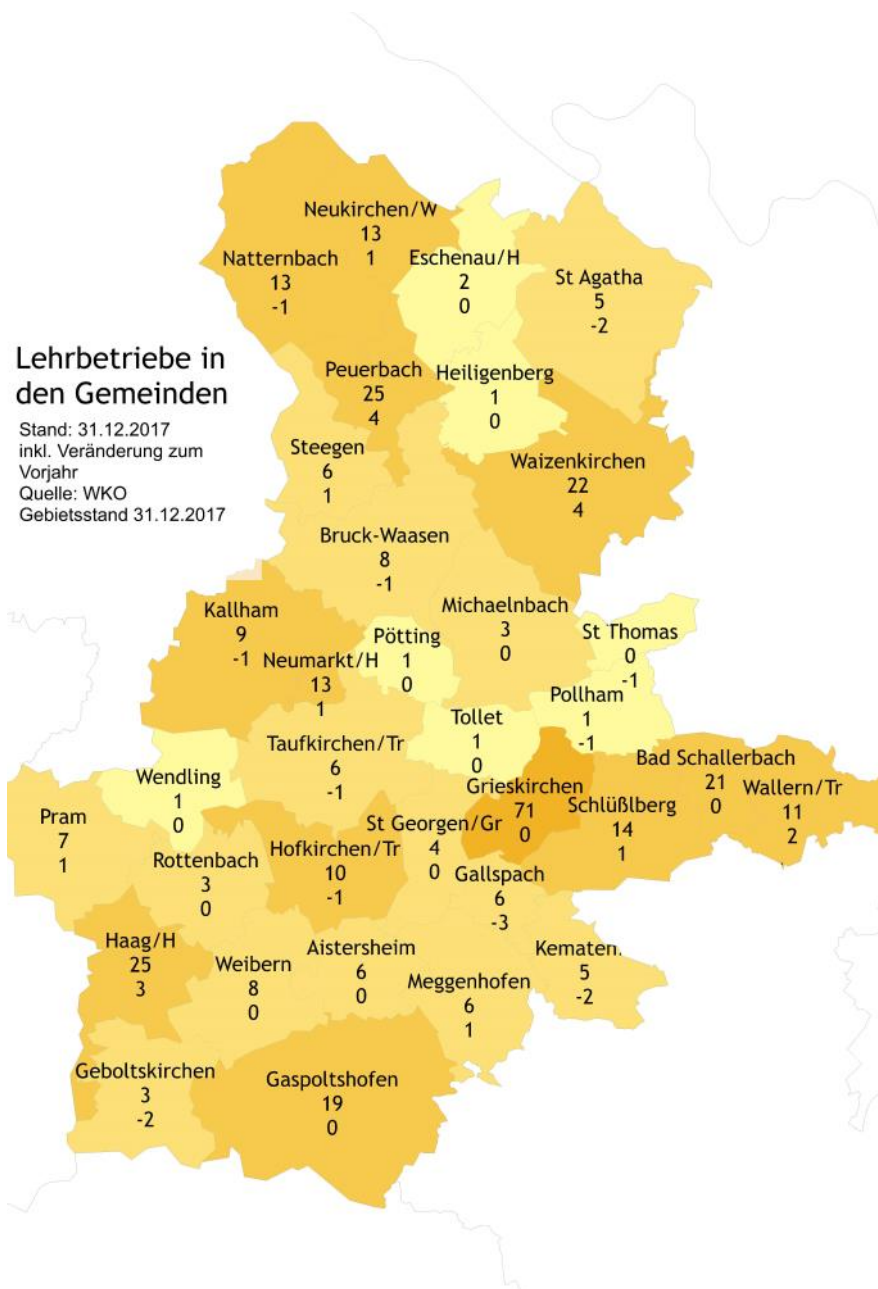 Lehrbetriebe in
den Gemeinden
Stand: 31.12.2017
inkl. Veränderung zum
Vorjahr
Quelle: WKO
Gebietsstand 31.12.2017
Neukirchen/W
13
1
Natternbach
13
-1
Eschenau/H
2
0
St Agatha
5
-2
Peuerbach
25
4
Heiligenberg
1
0
Steegen
6
1
Waizenkirchen
22
4
Bruck-Waasen
8
-1
Kallham
9
-1
Michaelnbach
3
0
Pötting
1
0
St Thomas
0
-1
Neumarkt/H
13
1
Pollham
1
-1
Tollet
1
0
Taufkirchen/Tr
6
-1
Bad Schallerbach
21
0
Wendling
1
0
Grieskirchen
71
0
Wallern/Tr
11
2
Schlüßlberg
14
1
Pram
7
1
St Georgen/Gr
4
0
Hofkirchen/Tr
10
-1
Rottenbach
3
0
Gallspach
6
-3
Haag/H
25
3
Aistersheim
6
0
Kematen.
5
-2
Weibern
8
0
Meggenhofen
6
1
Geboltskirchen
3
-2
Gaspoltshofen
19
0